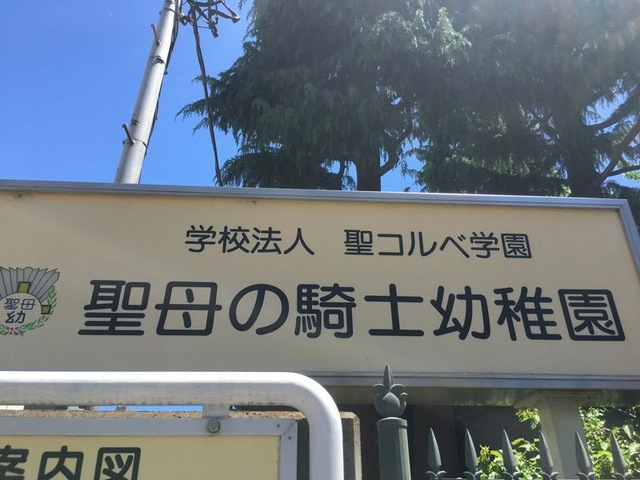 学校法人 聖コルベ学園
聖母
幼
聖母の騎士幼稚園
案内図